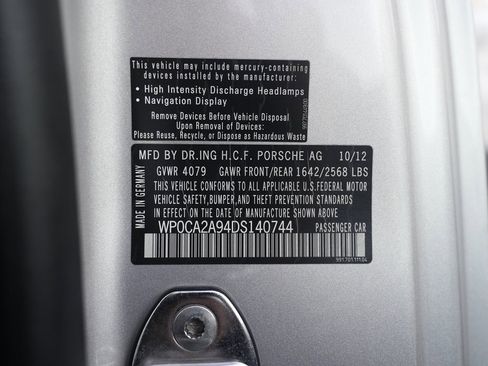 This vehicle may include mercury-containing
devices installed by the manufacturer:
• High Intensity Discharge Headlamps
• Navigation Display
Remove Devices Before Vehicle Disposal
Upon Removal of Devices:
Please Reuse, Recycle, or Dispose as Hazardous Waste
MFD BY DR.ING H.C.F. PORSCHE AG 10/12
GVWR 4079 GAWR FRONT/REAR 1642/2568 LBS
THIS VEHICLE CONFORMS TO ALL APPLICABLE
U.S.FEDERAL MOTOR
VEHICLE SAFETY, BUMPER, AND THEFT PREVENTION
STANDARDS IN EFFECT ON THE DATE OF
MANUFACTURE SHOWN ABOVE.
WP0CA2A94DS140744 PASSENGER CAR
991.701.111.04
MADE IN GERMANY